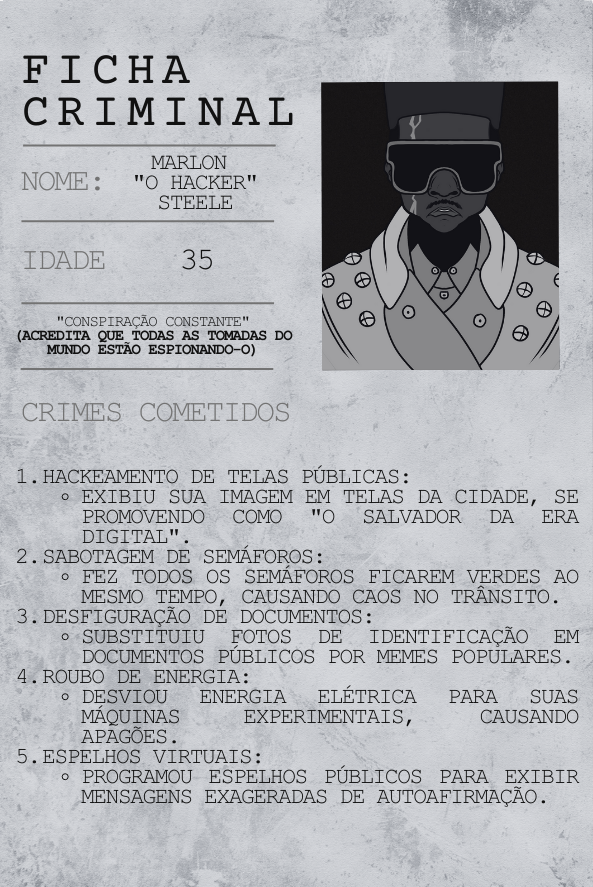 FICHA
CRIMINAL
NOME:
MARLON
"O HACKER"
STEELE
IDADE
35
"CONSPIRAÇÃO CONSTANTE"
(ACREDITA QUE TODAS AS TOMADAS DO
MUNDO ESTÃO ESPIONANDO-O)
CRIMES COMETIDOS
1.HACKEAMENTO DE TELAS PÚBLICAS:
◦ EXIBIU SUA IMAGEM EM TELAS DA CIDADE, SE
PROMOVENDO COMO "O SALVADOR DA ERA
DIGITAL".
2.SABOTAGEM DE SEMÁFOROS:
◦ FEZ TODOS OS SEMÁFOROS FICAREM VERDES AO
MESMO TEMPO, CAUSANDO CAOS NO TRÂNSITO.
3.DESFIGURAÇÃO DE DOCUMENTOS:
◦ SUBSTITUIU FOTOS DE IDENTIFICAÇÃO EM
DOCUMENTOS PÚBLICOS POR MEMES POPULARES.
4.ROUBO DE ENERGIA:
◦ DESVIOU ENERGIA ELÉTRICA PARA SUAS
MÁQUINAS EXPERIMENTAIS, CAUSANDO
APAGÕES.
5.ESPELHOS VIRTUAIS:
◦ PROGRAMOU ESPELHOS PÚBLICOS PARA EXIBIR
MENSAGENS EXAGERADAS DE AUTOAFIRMAÇÃO.